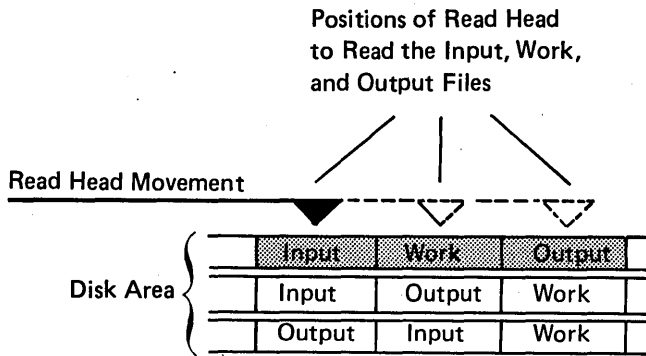 Positions of Read Head
to Read the Input, Work,
and Output Files
Read Head Movement
Input Work Output
Disk Area
Input Output Work
Output Input Work